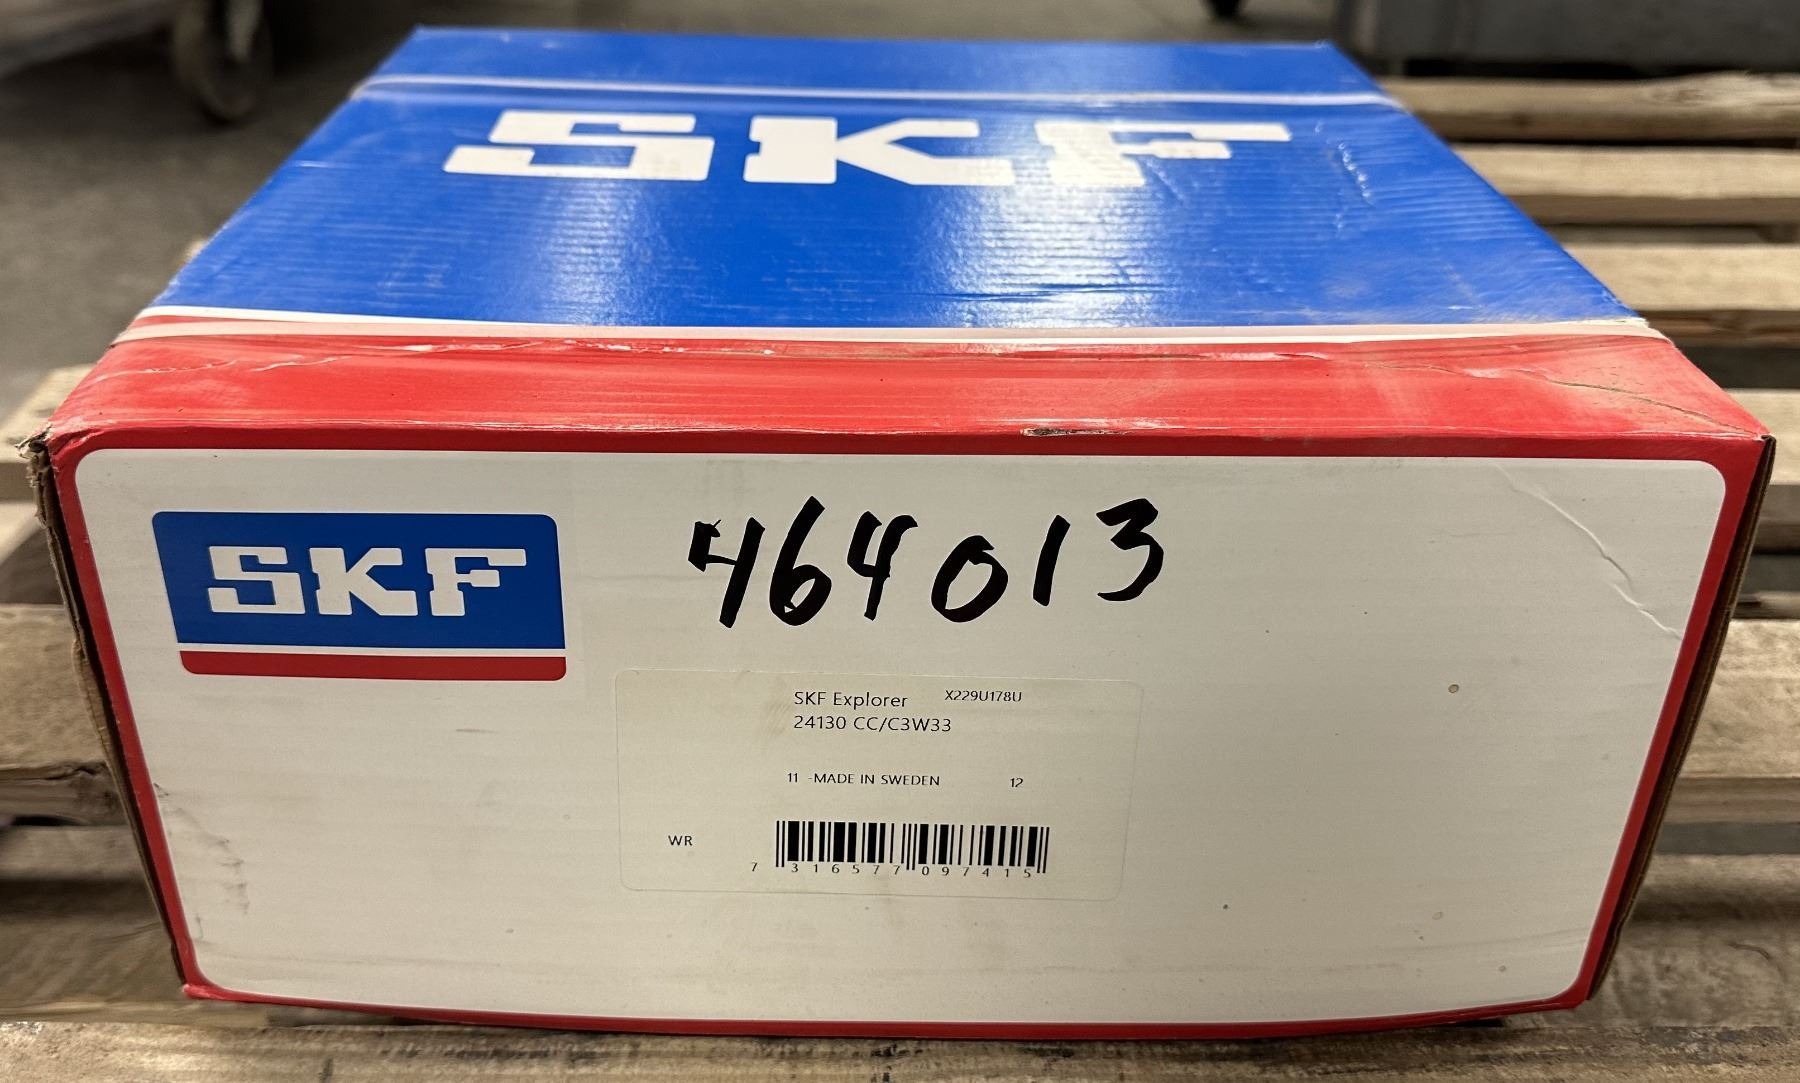 SKF
SKF
464013
SKF Explorer X229U178U
24130 CC/C3W33
11 -MADE IN SWEDEN 12
WR
7 316577 097415